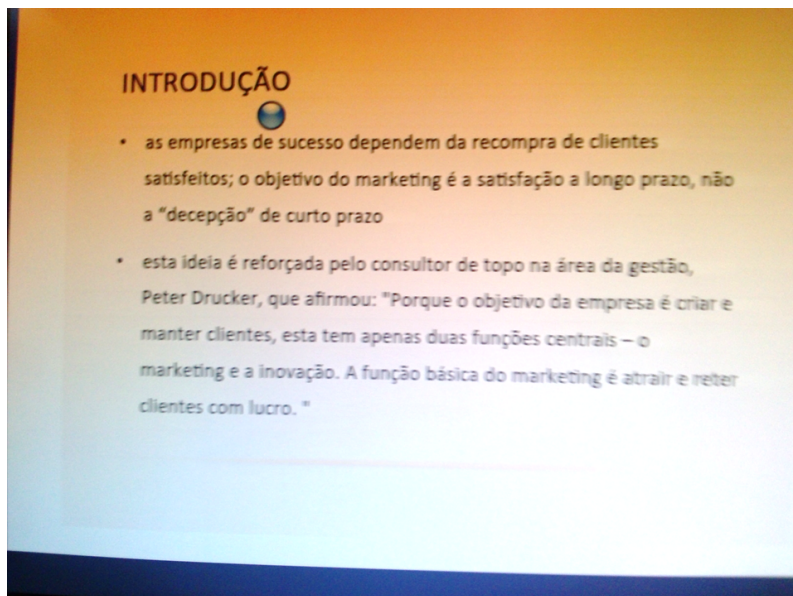 INTRODUÇÃO
• as empresas de sucesso dependem da recompra de clientes
satisfeitos; o objetivo do marketing é a satisfação a longo prazo, não
a “decepção” de curto prazo
• esta ideia é reforçada pelo consultor de topo na área da gestão,
Peter Drucker, que afirmou: "Porque o objetivo da empresa é criar e
manter clientes, esta tem apenas duas funções centrais – o
marketing e a inovação. A função básica do marketing é atrair e reter
clientes com lucro. "